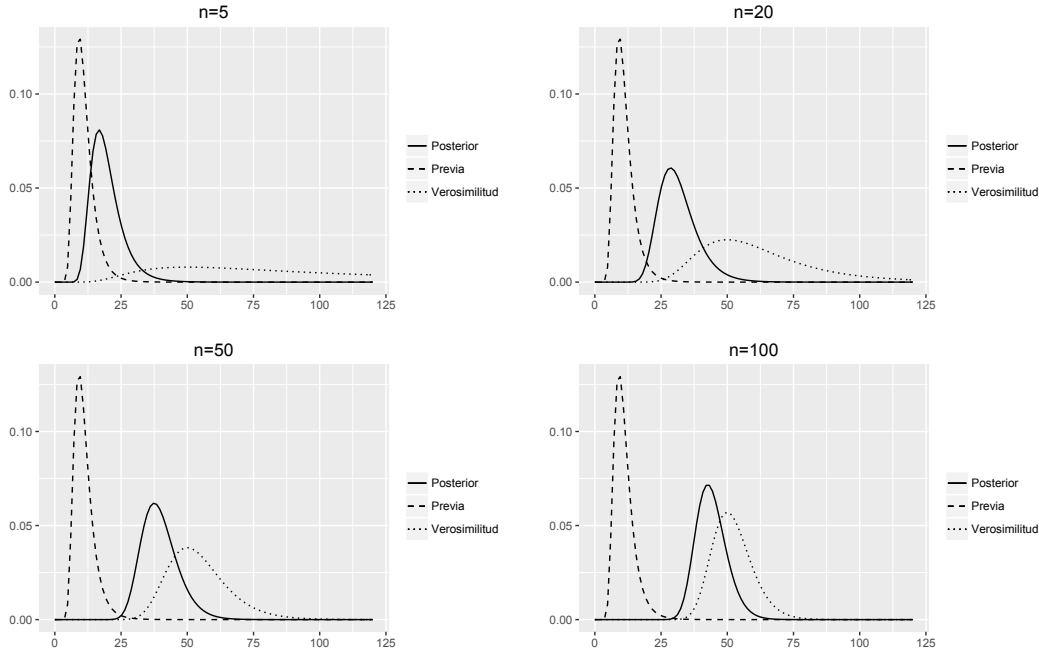 n=5
0.10
0.05
0.00
0 25 50 75 100 125
Posterior
Previa
Verosimilitud
n=20
0.10
0.05
0.00
0 25 50 75 100 125
Posterior
Previa
Verosimilitud
n=50
0.10
0.05
0.00
0 25 50 75 100 125
Posterior
Previa
Verosimilitud
n=100
0.10
0.05
0.00
0 25 50 75 100 125
Posterior
Previa
Verosimilitud